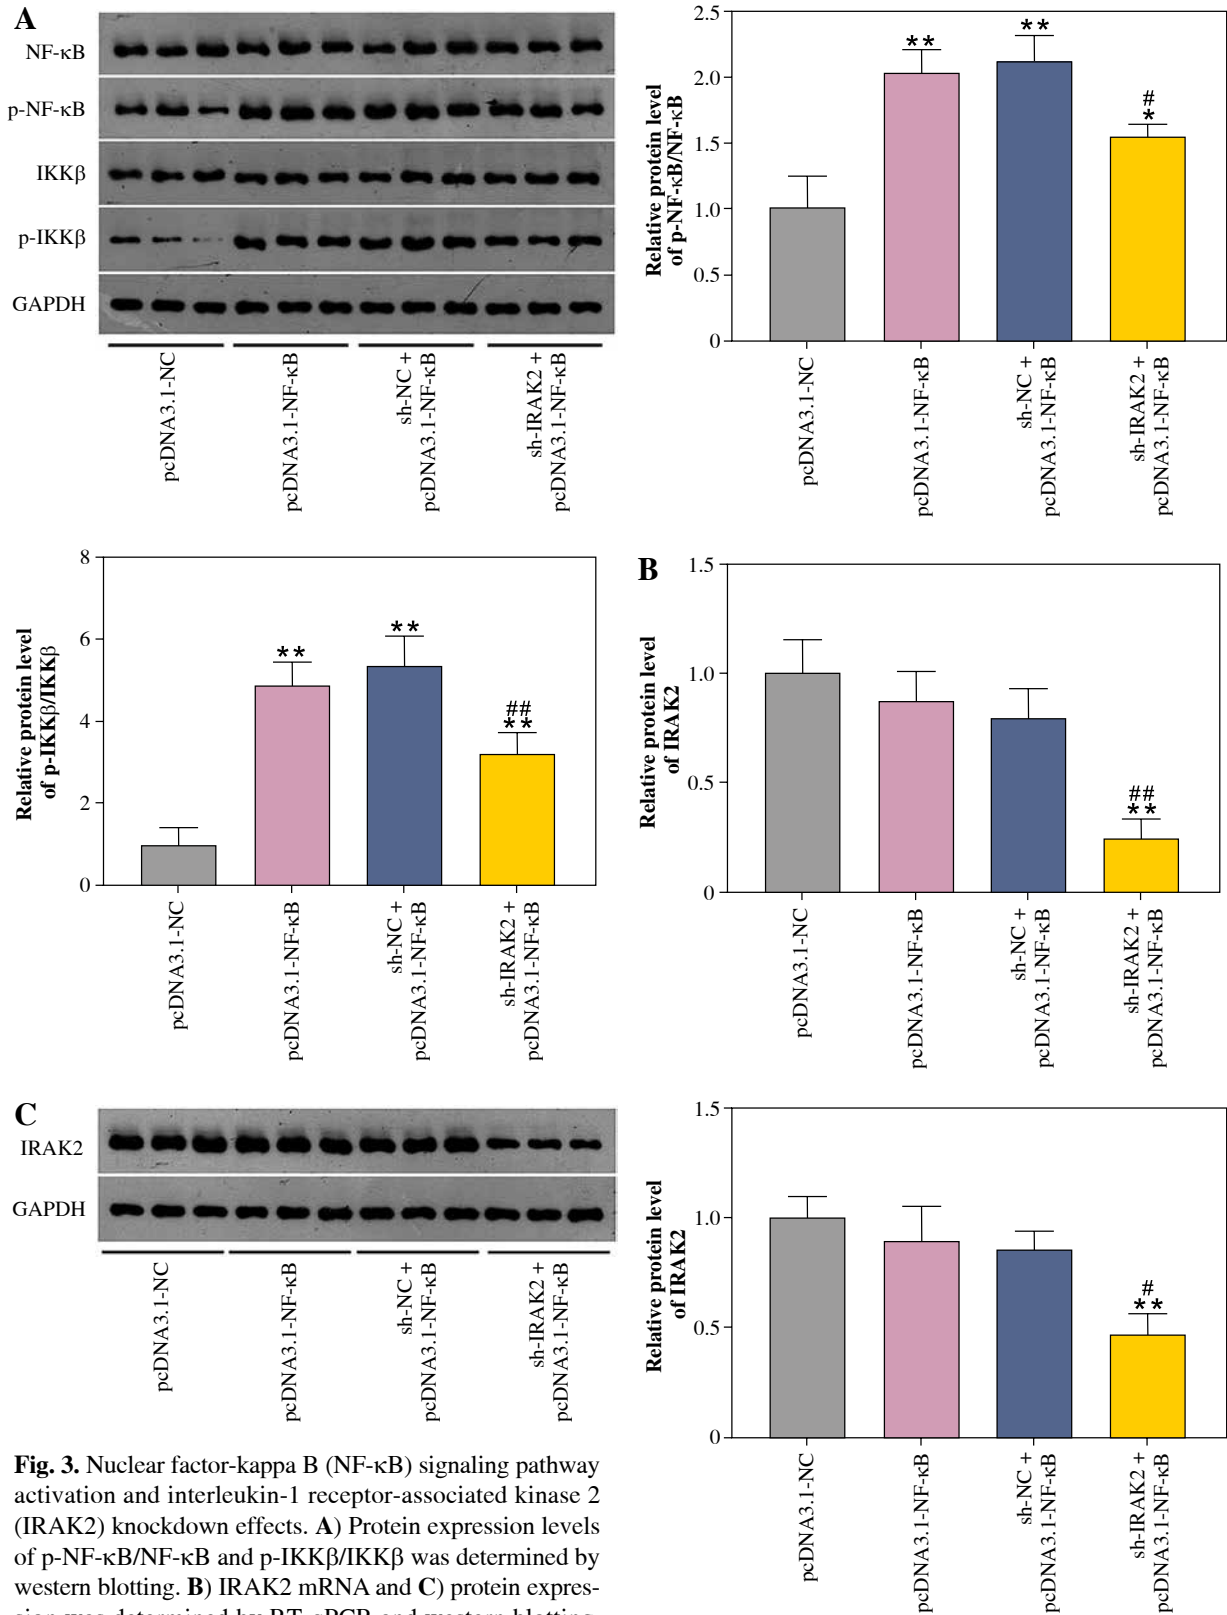 A
NF-κB
p-NF-κB
IKKβ
p-IKKβ
GAPDH
pcDNA3.1-NC
pcDNA3.1-NF-κB
sh-NC +
pcDNA3.1-NF-κB
sh-IRAK2 +
pcDNA3.1-NF-κB
Relative protein level
of p-NF-κB/NF-κB
2.5
2.0
1.5
1.0
0.5
0
**
**
#
*
pcDNA3.1-NC
pcDNA3.1-NF-κB
sh-NC +
pcDNA3.1-NF-κB
sh-IRAK2 +
pcDNA3.1-NF-κB
Relative protein level
of p-IKKβ/IKKβ
8
6
4
2
0
**
**
##
**
pcDNA3.1-NC
pcDNA3.1-NF-κB
sh-NC +
pcDNA3.1-NF-κB
sh-IRAK2 +
pcDNA3.1-NF-κB
B
Relative protein level
of IRAK2
1.5
1.0
0.5
0
##
**
pcDNA3.1-NC
pcDNA3.1-NF-κB
sh-NC +
pcDNA3.1-NF-κB
sh-IRAK2 +
pcDNA3.1-NF-κB
C
IRAK2
GAPDH
pcDNA3.1-NC
pcDNA3.1-NF-κB
sh-NC +
pcDNA3.1-NF-κB
sh-IRAK2 +
pcDNA3.1-NF-κB
Relative protein level
of IRAK2
1.5
1.0
0.5
0
#
**
pcDNA3.1-NC
pcDNA3.1-NF-κB
sh-NC +
pcDNA3.1-NF-κB
sh-IRAK2 +
pcDNA3.1-NF-κB
Fig. 3. Nuclear factor-kappa B (NF-κB) signaling pathway
activation and interleukin-1 receptor-associated kinase 2
(IRAK2) knockdown effects. A) Protein expression levels
of p-NF-κB/NF-κB and p-IKKβ/IKKβ was determined by
western blotting. B) IRAK2 mRNA and C) protein expres-
sion was determined by RT-qPCR and western blotting